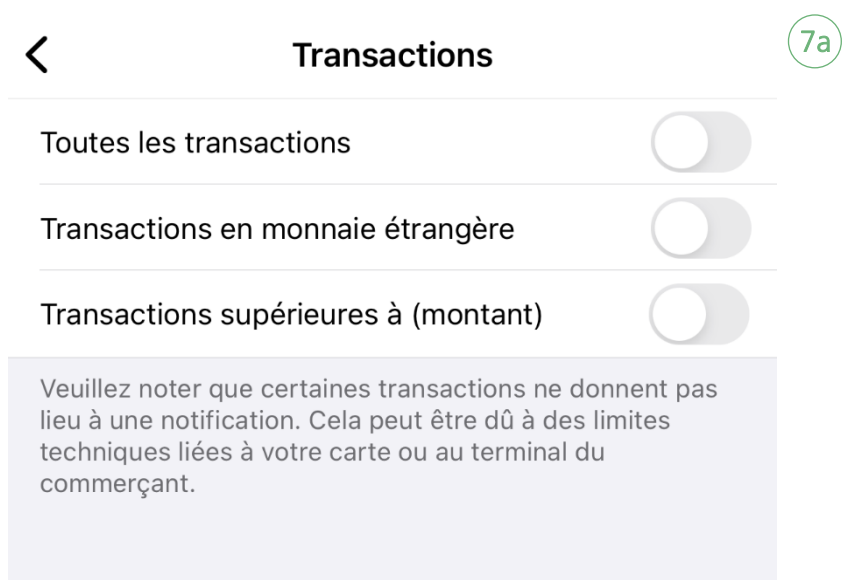 Transactions
7a
Toutes les transactions
Transactions en monnaie étrangère
Transactions supérieures à (montant)
Veuillez noter que certaines transactions ne donnent pas
lieu à une notification. Cela peut être dû à des limites
techniques liées à votre carte ou au terminal du
commerçant.